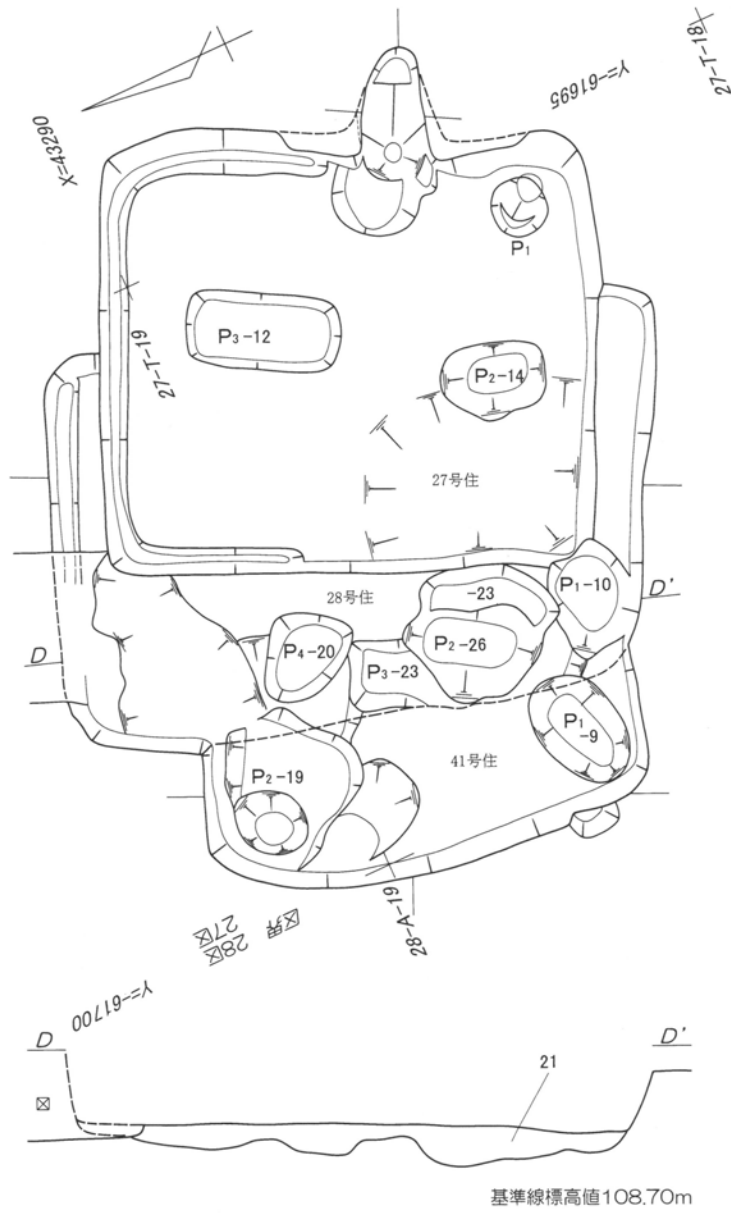 27-T-18
Y=-61695
X=43290
P1
P3-12
27-T-19
P2-14
27号住
P1-10
28号住
-23
D'
P4-20
P2-26
D
P3-23
P1
-9
41号住
P2-19
28-A-19
区界
28区
27区
Y=-61700
D
D'
21
区
基準線標高値108.70m